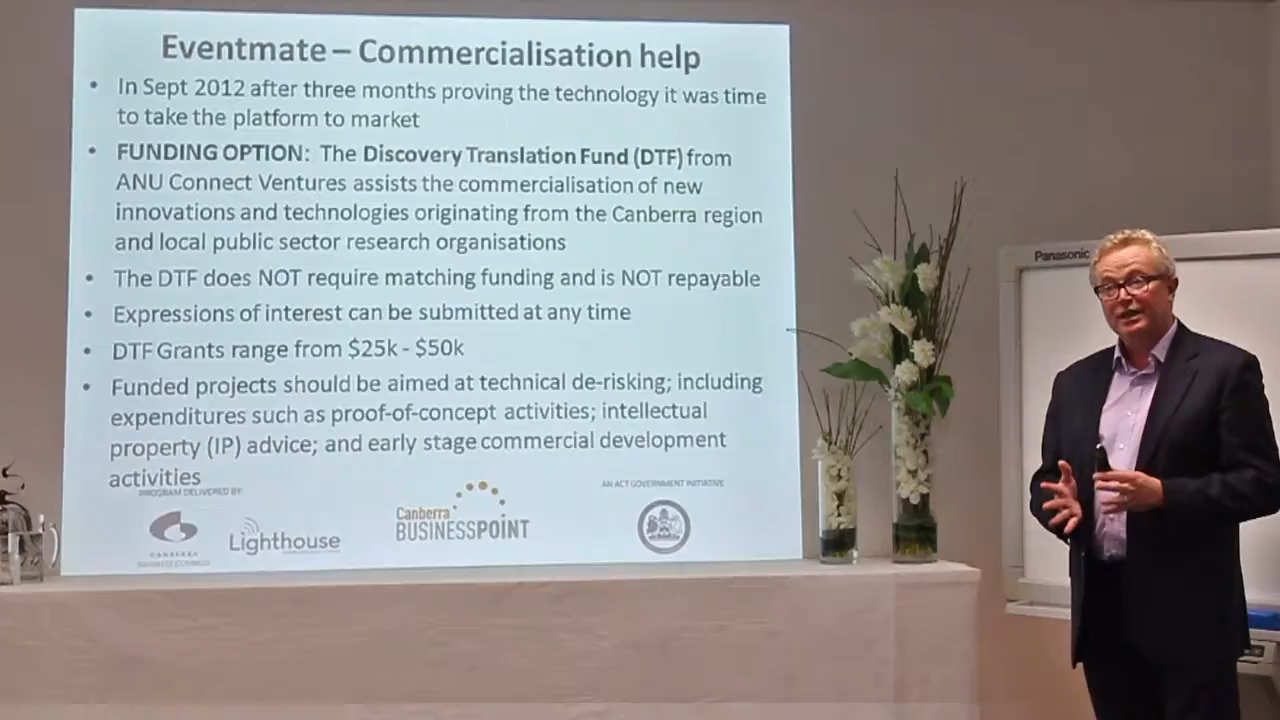 Eventmate – Commercialisation help
• In Sept 2012 after three months proving the technology it was time
to take the platform to market
• FUNDING OPTION: The Discovery Translation Fund (DTF) from
ANU Connect Ventures assists the commercialisation of new
innovations and technologies originating from the Canberra region
and local public sector research organisations
• The DTF does NOT require matching funding and is NOT repayable
• Expressions of interest can be submitted at any time
• DTF Grants range from $25k - $50k
• Funded projects should be aimed at technical de-risking; including
expenditures such as proof-of-concept activities; intellectual
property (IP) advice; and early stage commercial development
activities
PROGRAM DELIVERED BY:
AN ACT GOVERNMENT INITIATIVE
CANBERRA
BUSINESS COUNCIL
Lighthouse
Canberra
BUSINESSPOINT
Panasonic